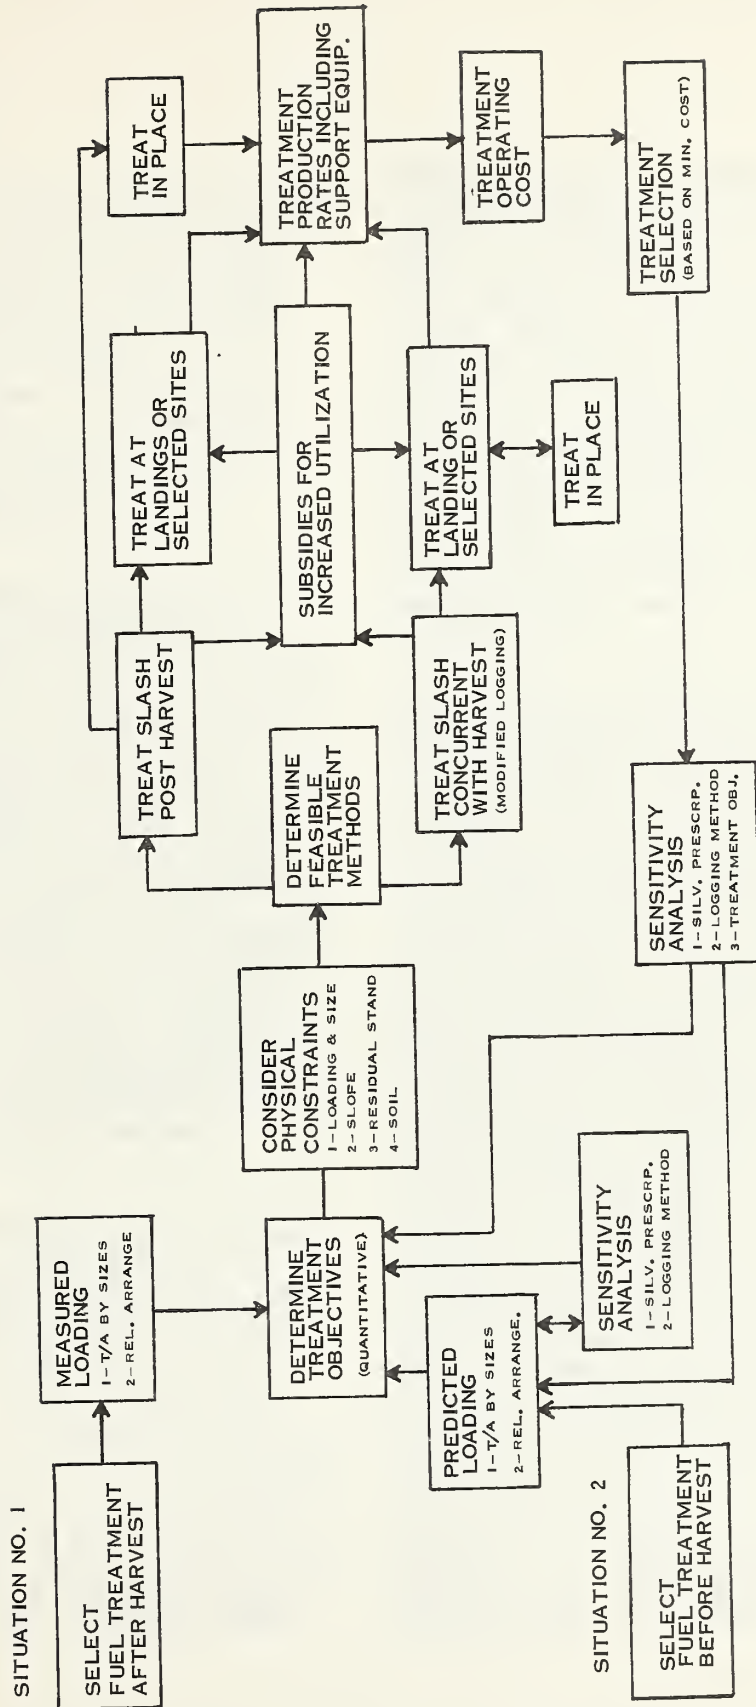 SITUATION NO. 1
SELECT
FUEL TREATMENT
AFTER HARVEST
MEASURED
LOADING
1-T/A BY SIZES
2-REL. ARRANGE
SITUATION NO. 2
SELECT
FUEL TREATMENT
BEFORE HARVEST
PREDICTED
LOADING
1-T/A BY SIZES
2-REL. ARRANGE.
SENSITIVITY
ANALYSIS
1-SILV. PRESCRP.
2-LOGGING METHOD
DETERMINE
TREATMENT
OBJECTIVES
(QUANTITATIVE)
CONSIDER
PHYSICAL
CONSTRAINTS
1-LOADING & SIZE
2-SLOFE
3-RESIDUAL STAND
4-SOIL
DETERMINE
FEASIBLE
TREATMENT
METHODS
TREAT SLASH
POST HARVEST
TREAT SLASH
CONCURRENT
WITH HARVEST
(MODIFIED LOGGING)
TREAT AT
LANDINGS OR
SELECTED SITES
SUBSIDIES FOR
INCREASED UTILIZATION
TREAT AT
LANDING OR
SELECTED SITES
TREAT
IN PLACE
TREAT
IN PLACE
TREATMENT
PRODUCTION
RATES INCLUDING
SUPPORT EQUIP.
TREATMENT
OPERATING
COST
TREATMENT
SELECTION
(BASED ON MIN. COST)
SENSITIVITY
ANALYSIS
1-SILV. PRESCRP.
2-LOGGING METHOD
3-TREATMENT OBJ.